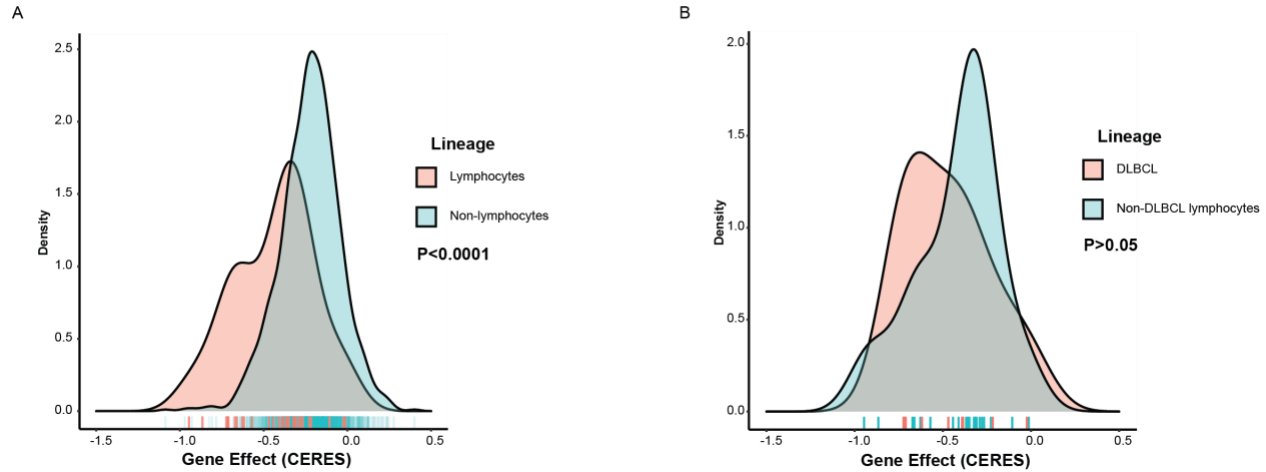 A
Density
2.5
2.0
1.5
1.0
0.5
0.0
-1.5
-1.0
-0.5
0.0
0.5
Gene Effect (CERES)
Lineage
Lymphocytes
Non-lymphocytes
P<0.0001
B
Density
2.0
1.5
1.0
0.5
0.0
-1.5
-1.0
-0.5
0.0
0.5
Gene Effect (CERES)
Lineage
DLBCL
Non-DLBCL lymphocytes
P>0.05